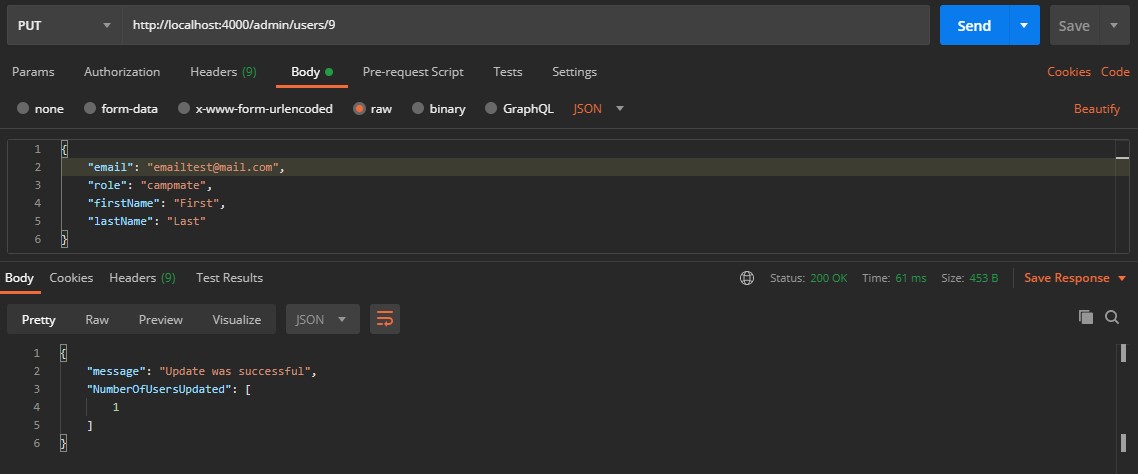 PUT http://localhost:4000/admin/users/9 Send Save
Params Authorization Headers (9) Body Pre-request Script Tests Settings Cookies Code
none form-data x-www-form-urlencoded raw binary GraphQL JSON Beautify
1 {
2 "email": "emailtest@mail.com",
3 "role": "campmate",
4 "firstName": "First",
5 "lastName": "Last"
6 }
Body Cookies Headers (9) Test Results Status: 200 OK Time: 61 ms Size: 453 B Save Response
Pretty Raw Preview Visualize JSON
1 {
2 "message": "Update was successful",
3 "NumberOfUsersUpdated": [
4 1
5 ]
6 }